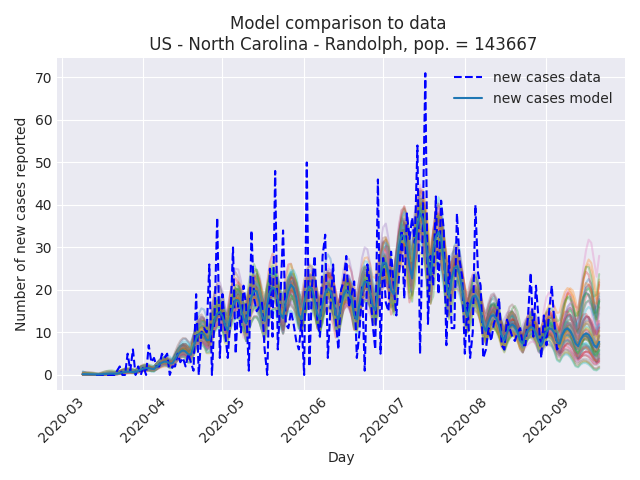 Model comparison to data
US - North Carolina - Randolph, pop. = 143667
new cases data
new cases model
Number of new cases reported
70
60
50
40
30
20
10
0
2020-03
2020-04
2020-05
2020-06
2020-07
2020-08
2020-09
Day